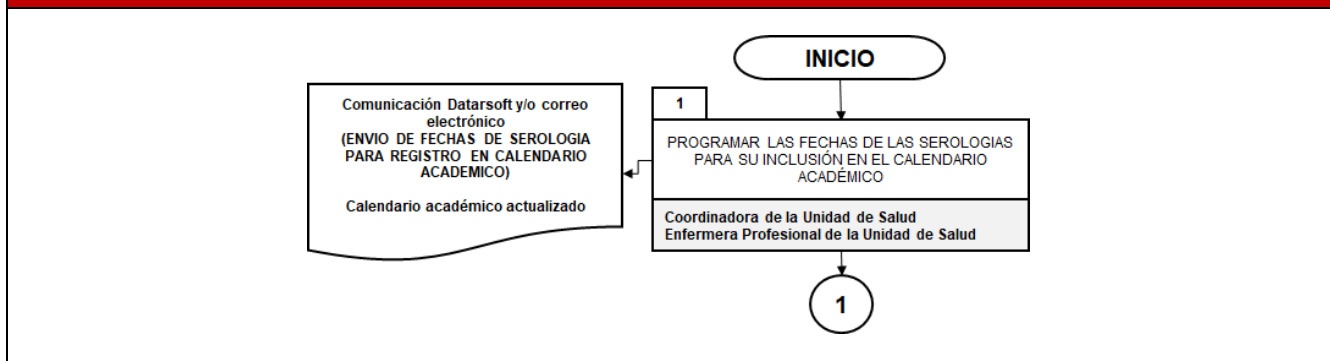 INICIO
1
PROGRAMAR LAS FECHAS DE LAS SEROLOGIAS
PARA SU INCLUSIÓN EN EL CALENDARIO
ACADÉMICO
Coordinadora de la Unidad de Salud
Enfermera Profesional de la Unidad de Salud
Comunicación Datarsoft y/o correo
electrónico
(ENVIO DE FECHAS DE SEROLOGIA
PARA REGISTRO EN CALENDARIO
ACADEMICO)
Calendario académico actualizado
1